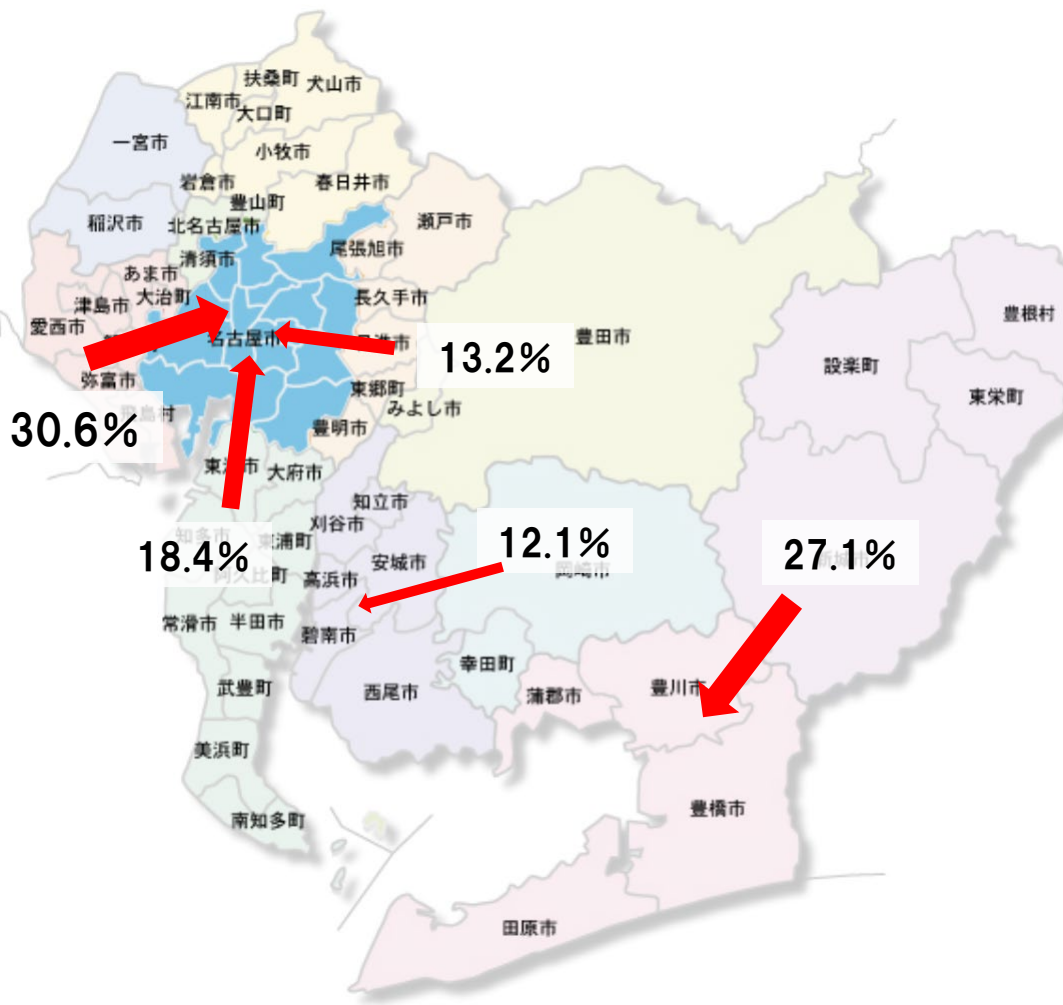 扶桑町
犬山市
江南市
大口町
一宮市
小牧市
岩倉市
春日井市
豊山町
稲沢市
北名古屋市
瀬戸市
尾張旭市
清須市
あま市
大治町
長久手市
津島市
愛西市
豊根村
名古屋市
豊田市
13.2%
設楽町
弥富市
東郷町
東栄町
みよし市
30.6%
豊明市
大府市
知立市
刈谷市
18.4%
12.1%
27.1%
安城市
高浜市
常滑市
半田市
碧南市
幸田町
武豊町
西尾市
蒲郡市
豊川市
美浜町
豊橋市
南知多町
田原市